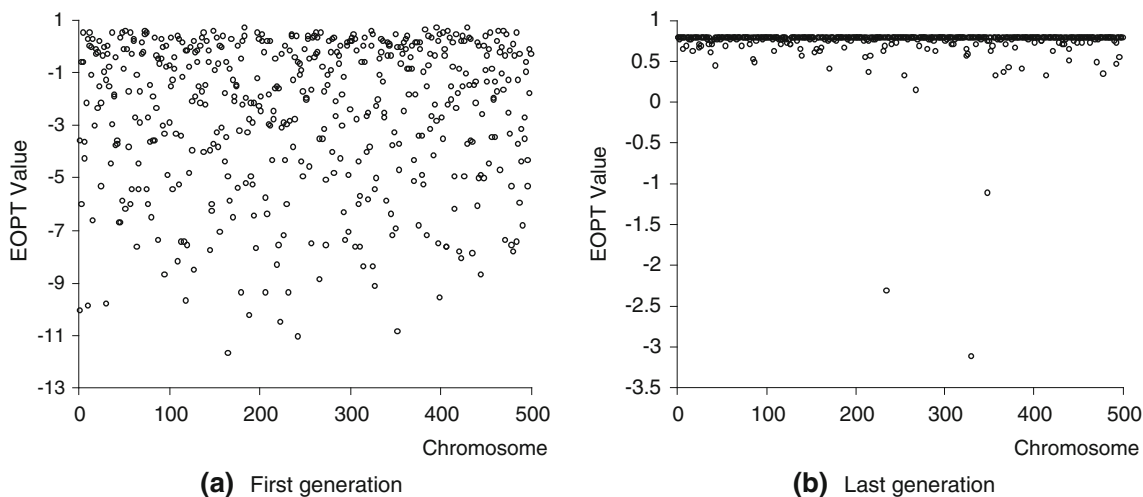 1
-1
-3
-5
-7
-9
-11
-13
EOPT Value
0 100 200 300 400 500
Chromosome
(a) First generation
1
0.5
0
-0.5
-1
-1.5
-2
-2.5
-3
-3.5
EOPT Value
0 100 200 300 400 500
Chromosome
(b) Last generation